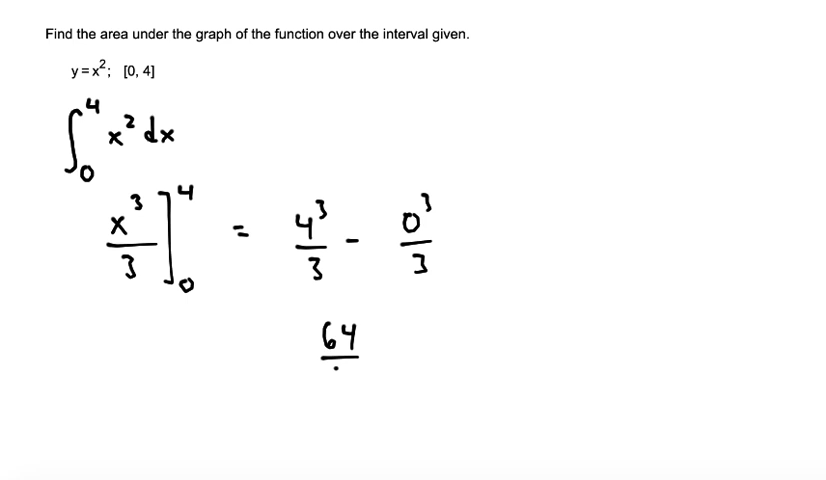 Find the area under the graph of the function over the interval given.
y = x²; [0, 4]
∫₀⁴ x² dx
x³/3 ]₀⁴ = 4³/3 - 0³/3
64